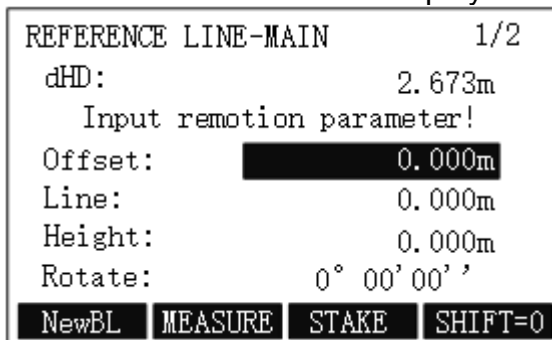 REFERENCE LINE-MAIN 1/2
dHD: 2.673m
Input remotion parameter!
Offset: 0.000m
Line: 0.000m
Height: 0.000m
Rotate: 0° 00'00''
NewBL MEASURE STAKE SHIFT=0